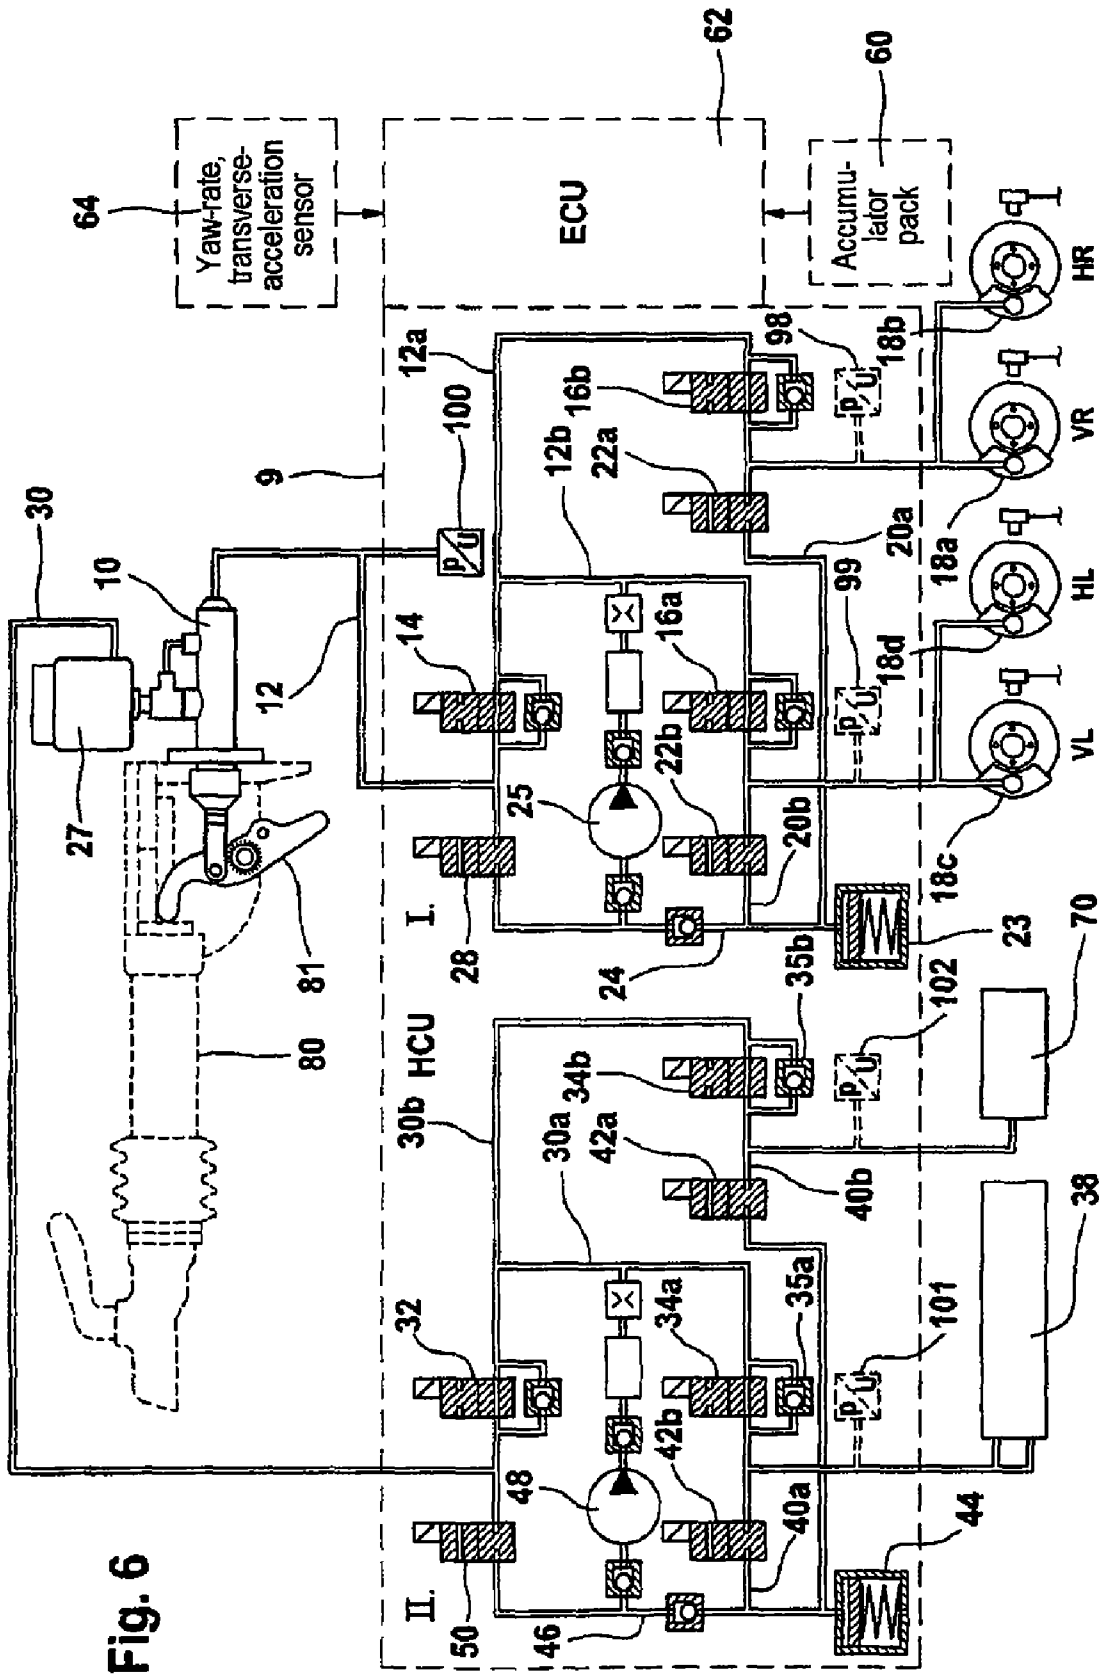 Fig. 6
30
27
64
10
Yaw-rate,
transverse-
acceleration
sensor
12
9
80
81
II.
32
HCU
30b
I.
14
12a
50
28
100
P
U
48
25
46
30a
12b
ECU
34b
16b
42a
24
22a
42b
34a
22b
16a
62
40a
35a
35b
20b
98
40b
99
Accumu-
lator
pack
60
P
U
P
U
P
U
P
U
20a
18b
101
102
18c
18d
18a
44
23
38
70
VL
HL
VR
HR